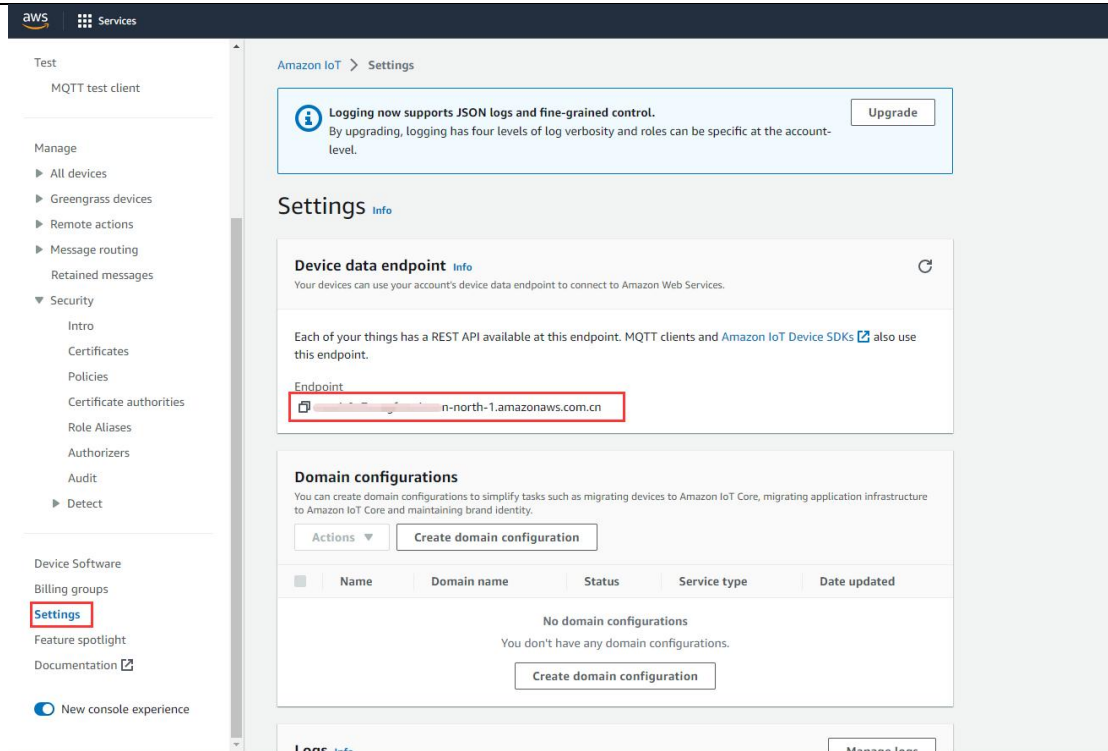 aws
Services
Test
MQTT test client
Manage
All devices
Greengrass devices
Remote actions
Message routing
Retained messages
Security
Intro
Certificates
Policies
Certificate authorities
Role Aliases
Authorizers
Audit
Detect
Device Software
Billing groups
Settings
Feature spotlight
Documentation
New console experience
Amazon IoT > Settings
Logging now supports JSON logs and fine-grained control.
By upgrading, logging has four levels of log verbosity and roles can be specific at the account-
level.
Upgrade
Settings Info
Device data endpoint Info
Your devices can use your account's device data endpoint to connect to Amazon Web Services.
Each of your things has a REST API available at this endpoint. MQTT clients and Amazon IoT Device SDKs also use
this endpoint.
Endpoint
n-north-1.amazonaws.com.cn
Domain configurations
You can create domain configurations to simplify tasks such as migrating devices to Amazon IoT Core, migrating application infrastructure
to Amazon IoT Core and maintaining brand identity.
Actions Create domain configuration
Name Domain name Status Service type Date updated
No domain configurations
You don't have any domain configurations.
Create domain configuration
Logs Info Manage logs